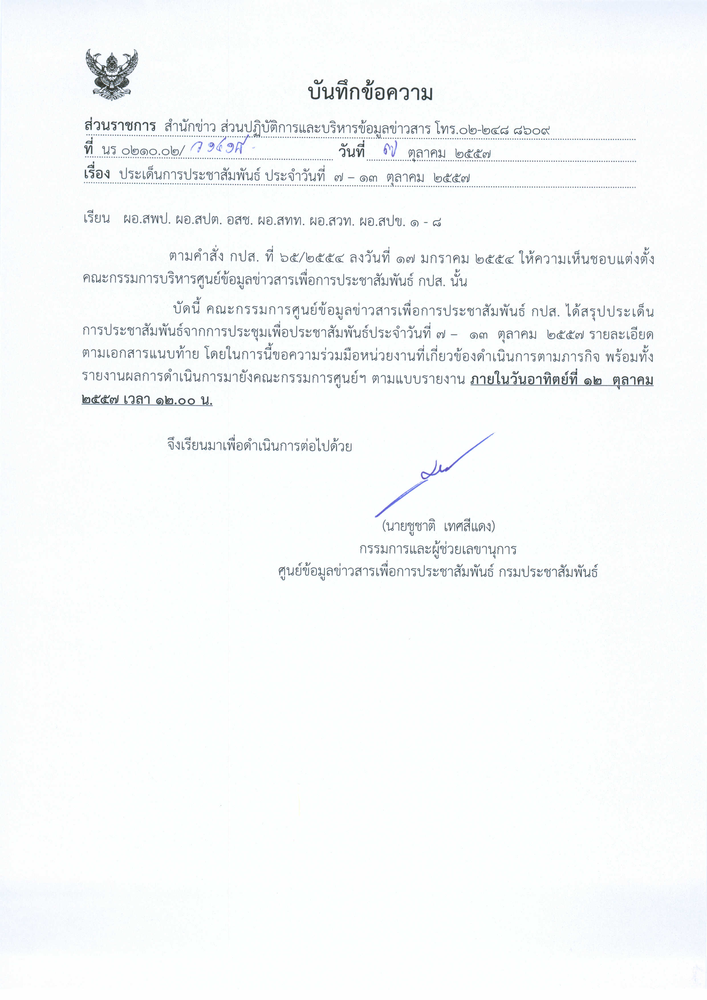 บันทึกข้อความ
ส่วนราชการ สำนักข่าว ส่วนปฏิบัติการและบริหารข้อมูลข่าวสาร โทร.๐๒-๒๔๘ ๘๖๐๙
ที่ นร ๐๒๑๐.๐๒/ ว วันที่ ๗ ตุลาคม ๒๕๕๗
เรื่อง ประเด็นการประชาสัมพันธ์ ประจำวันที่ ๗ – ๑๓ ตุลาคม ๒๕๕๗
เรียน ผอ.สพป. ผอ.สปต. อสช. ผอ.สทท. ผอ.สวท. ผอ.สปข. ๑ - ๘
ตามคำสั่ง กปส. ที่ ๖๕/๒๕๕๔ ลงวันที่ ๑๗ มกราคม ๒๕๕๔ ให้ความเห็นชอบแต่งตั้ง
คณะกรรมการบริหารศูนย์ข้อมูลข่าวสารเพื่อการประชาสัมพันธ์ กปส. นั้น
บัดนี้ คณะกรรมการศูนย์ข้อมูลข่าวสารเพื่อการประชาสัมพันธ์ กปส. ได้สรุปประเด็น
การประชาสัมพันธ์จากการประชุมเพื่อประชาสัมพันธ์ประจำวันที่ ๗ – ๑๓ ตุลาคม ๒๕๕๗ รายละเอียด
ตามเอกสารแนบท้าย โดยในการนี้ขอความร่วมมือหน่วยงานที่เกี่ยวข้องดำเนินการตามภารกิจ พร้อมทั้ง
รายงานผลการดำเนินการมายังคณะกรรมการศูนย์ฯ ตามแบบรายงาน ภายในวันอาทิตย์ที่ ๑๒ ตุลาคม
๒๕๕๗ เวลา ๑๒.๐๐ น.
จึงเรียนมาเพื่อดำเนินการต่อไปด้วย
(นายชูชาติ เทศสีแดง)
กรรมการและผู้ช่วยเลขานุการ
ศูนย์ข้อมูลข่าวสารเพื่อการประชาสัมพันธ์ กรมประชาสัมพันธ์